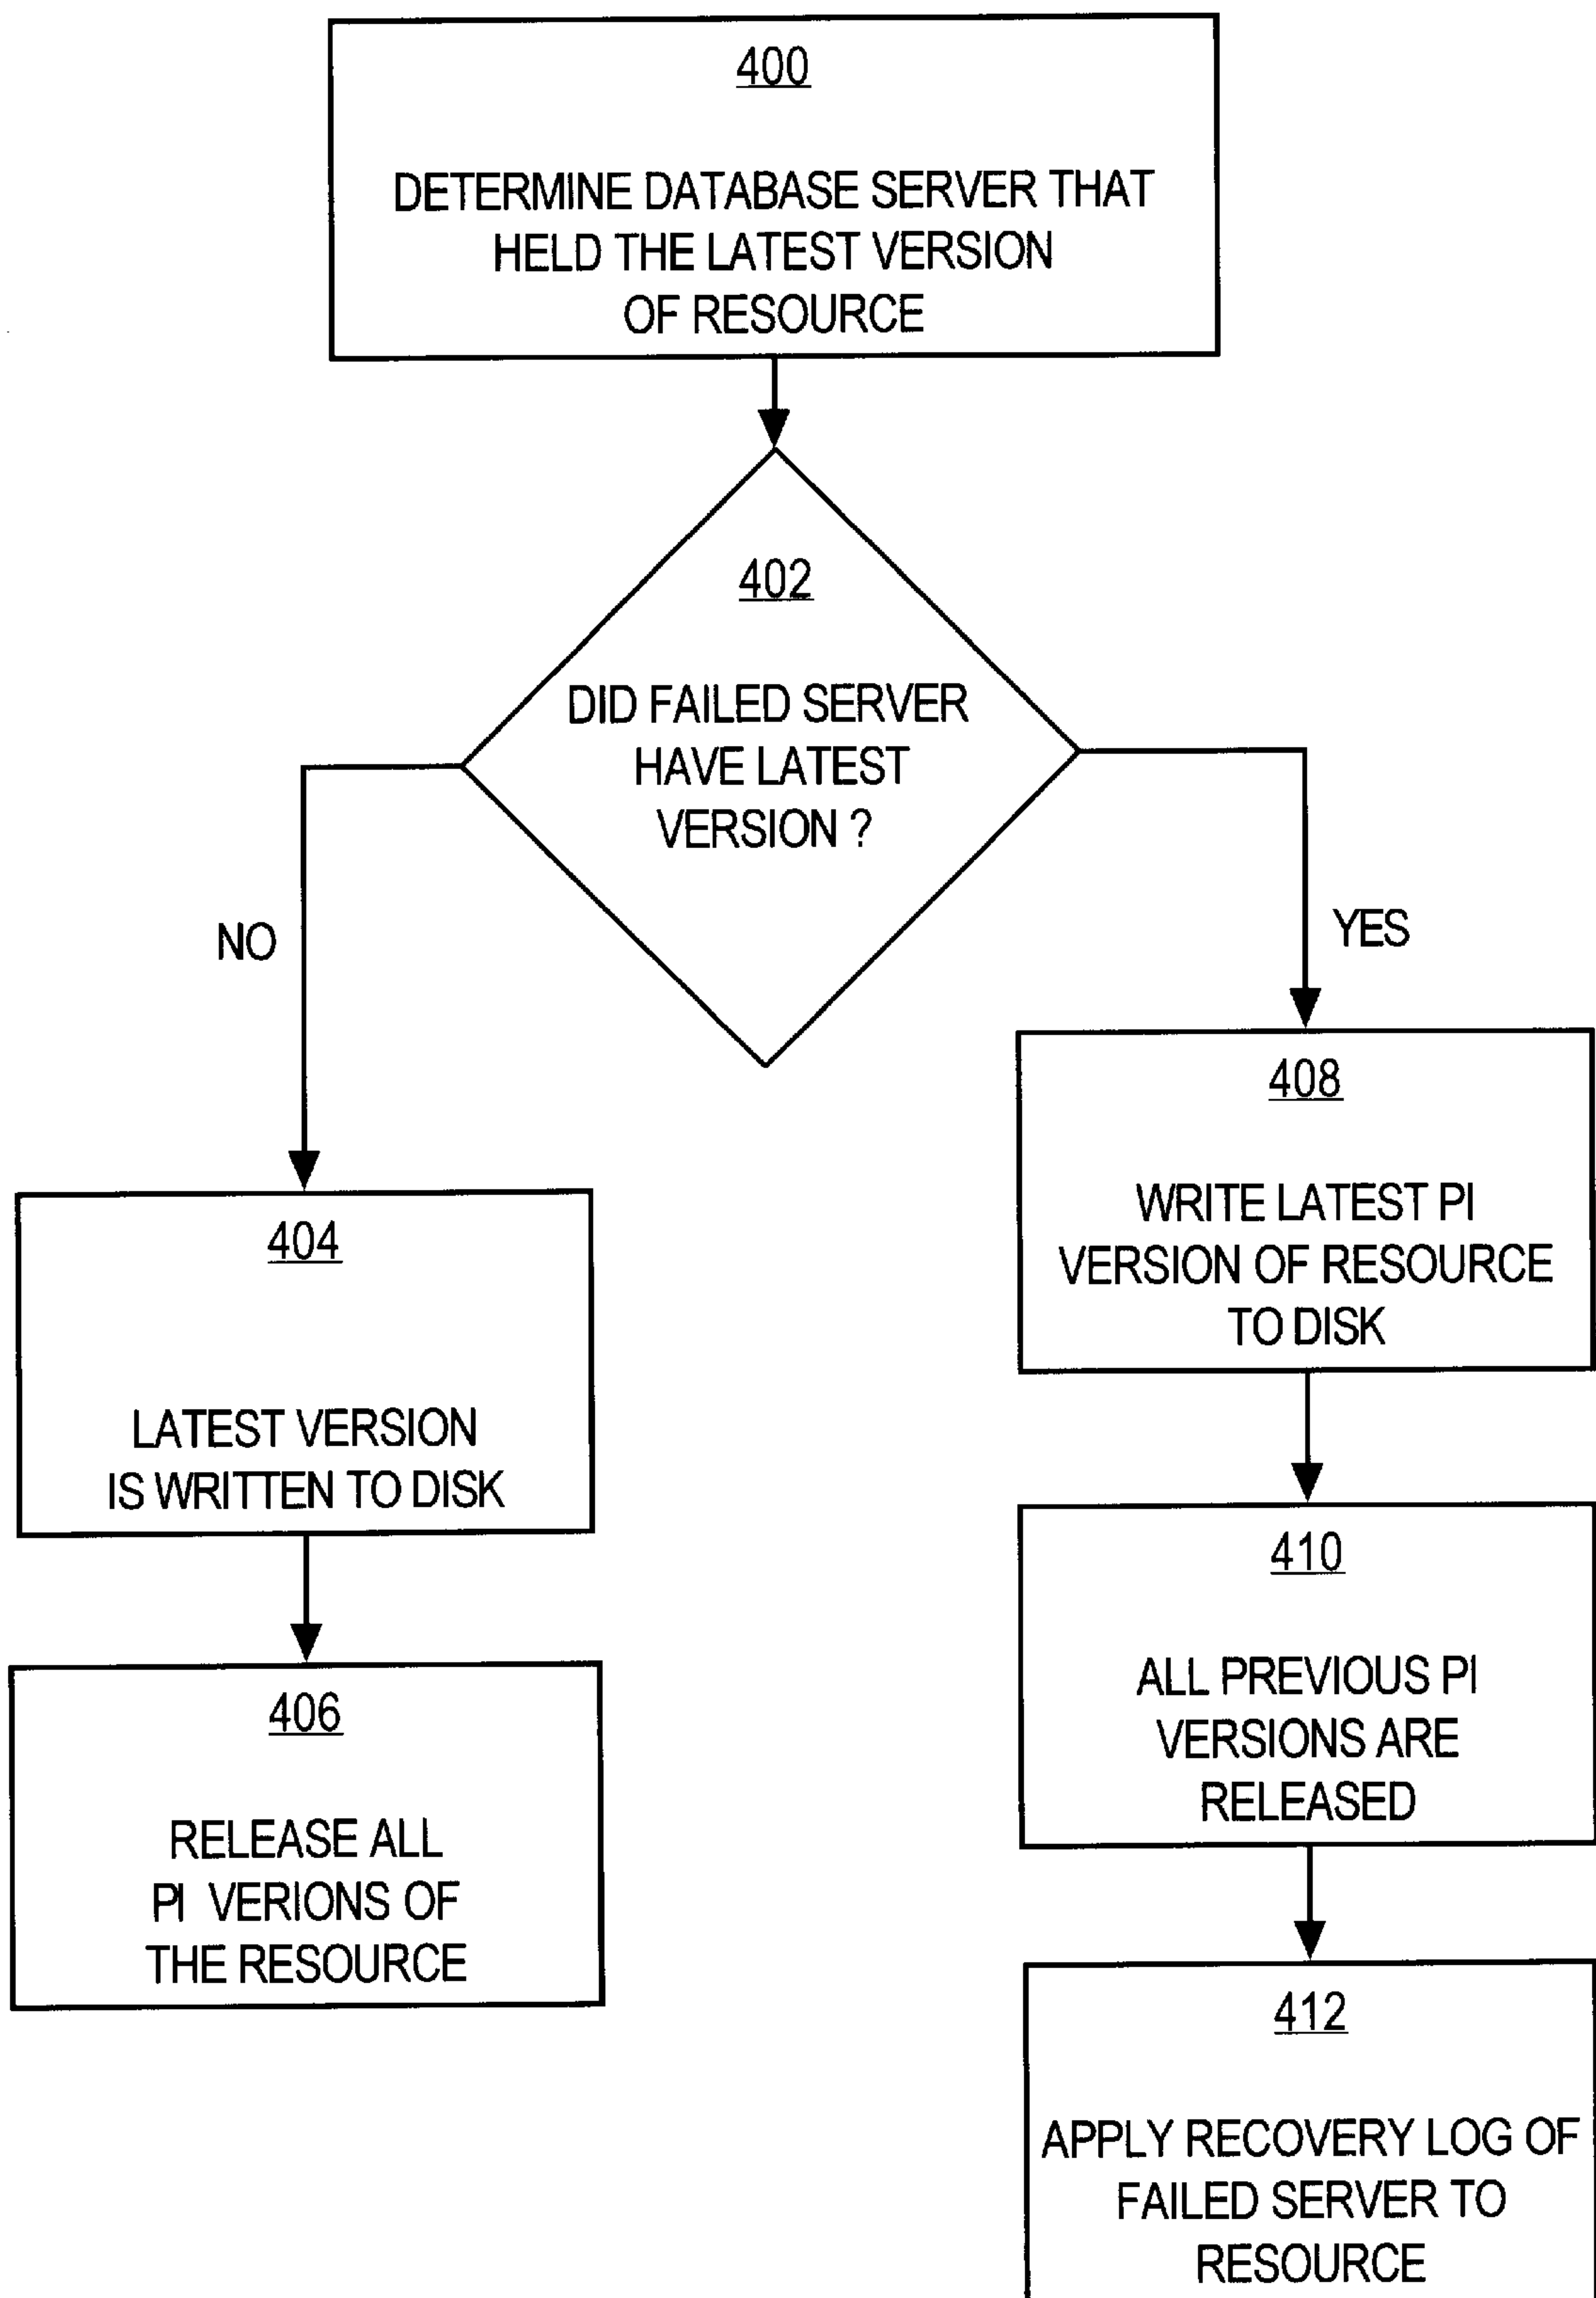 400
DETERMINE DATABASE SERVER THAT
HELD THE LATEST VERSION
OF RESOURCE
402
DID FAILED SERVER
HAVE LATEST
VERSION ?
NO
YES
404
LATEST VERSION
IS WRITTEN TO DISK
406
RELEASE ALL
PI VERIONS OF
THE RESOURCE
408
WRITE LATEST PI
VERSION OF RESOURCE
TO DISK
410
ALL PREVIOUS PI
VERSIONS ARE
RELEASED
412
APPLY RECOVERY LOG OF
FAILED SERVER TO
RESOURCE